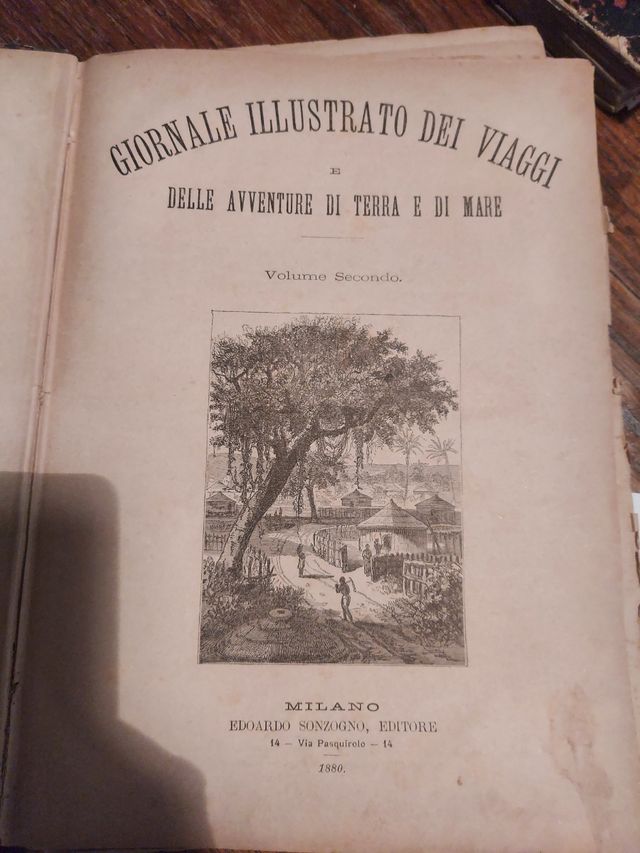 GIORNALE ILLUSTRATO DEI VIAGGI
E
DELLE AVVENTURE DI TERRA E DI MARE
Volume Secondo.
MILANO
EDOARDO SONZOGNO, EDITORE
14 — Via Pasquirolo — 14
1880.